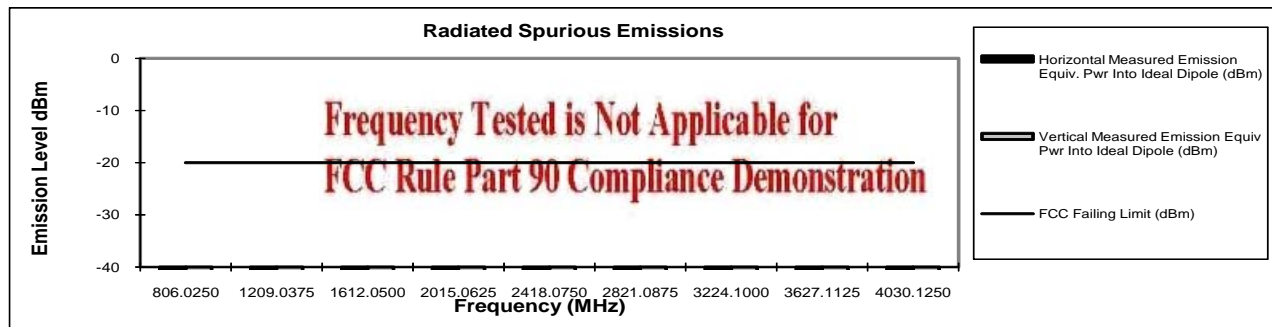 Radiated Spurious Emissions
Emission Level dBm
0
-10
-20
-30
-40
Frequency Tested is Not Applicable for
FCC Rule Part 90 Compliance Demonstration
806.0250 1209.0375 1612.0500 2015.0625 2418.0750 2821.0875 3224.1000 3627.1125 4030.1250
Frequency (MHz)
Horizontal Measured Emission
Equiv. Pwr Into Ideal Dipole (dBm)
Vertical Measured Emission Equiv
Pwr Into Ideal Dipole (dBm)
FCC Failing Limit (dBm)